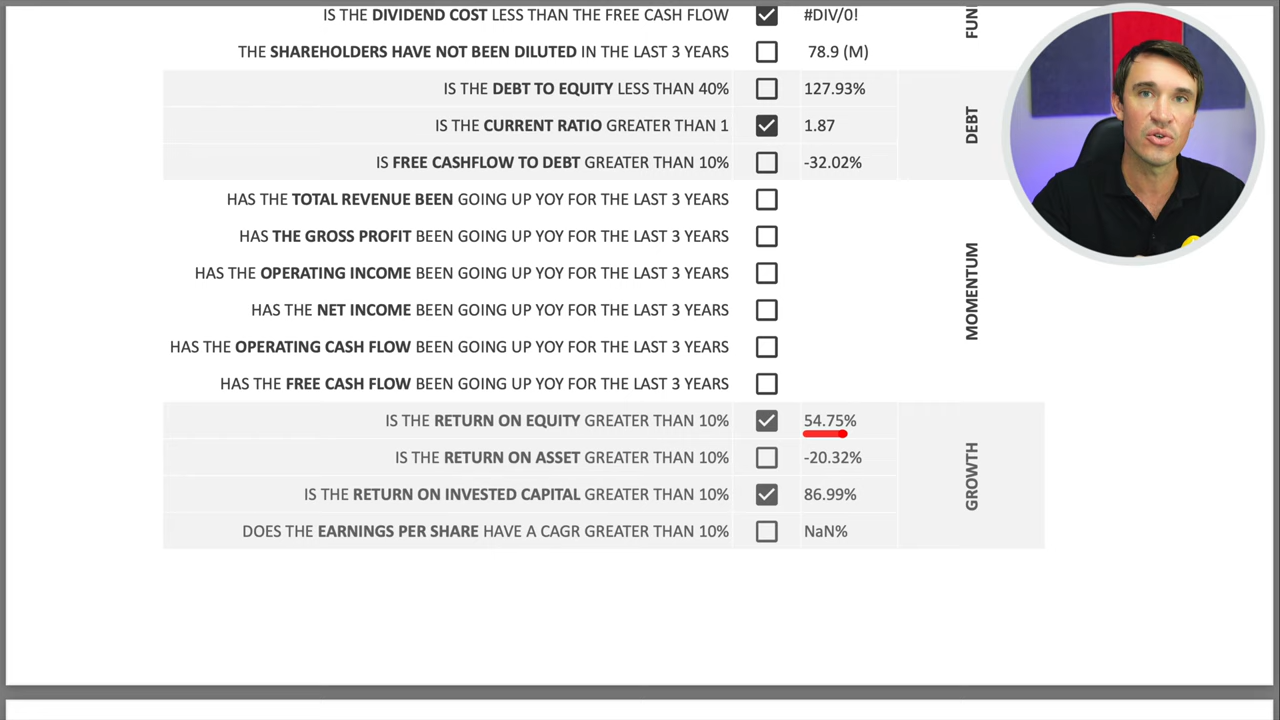 IS THE DIVIDEND COST LESS THAN THE FREE CASH FLOW #DIV/0!
THE SHAREHOLDERS HAVE NOT BEEN DILUTED IN THE LAST 3 YEARS 78.9 (M)
IS THE DEBT TO EQUITY LESS THAN 40% 127.93%
IS THE CURRENT RATIO GREATER THAN 1 1.87
IS FREE CASHFLOW TO DEBT GREATER THAN 10% -32.02%
DEBT
HAS THE TOTAL REVENUE BEEN GOING UP YOY FOR THE LAST 3 YEARS
HAS THE GROSS PROFIT BEEN GOING UP YOY FOR THE LAST 3 YEARS
HAS THE OPERATING INCOME BEEN GOING UP YOY FOR THE LAST 3 YEARS
HAS THE NET INCOME BEEN GOING UP YOY FOR THE LAST 3 YEARS
HAS THE OPERATING CASH FLOW BEEN GOING UP YOY FOR THE LAST 3 YEARS
HAS THE FREE CASH FLOW BEEN GOING UP YOY FOR THE LAST 3 YEARS
MOMENTUM
IS THE RETURN ON EQUITY GREATER THAN 10% 54.75%
IS THE RETURN ON ASSET GREATER THAN 10% -20.32%
IS THE RETURN ON INVESTED CAPITAL GREATER THAN 10% 86.99%
DOES THE EARNINGS PER SHARE HAVE A CAGR GREATER THAN 10% NaN%
GROWTH